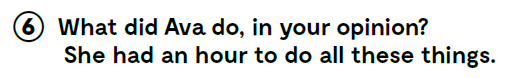 ⑥ What did Ava do, in your opinion?
She had an hour to do all these things.